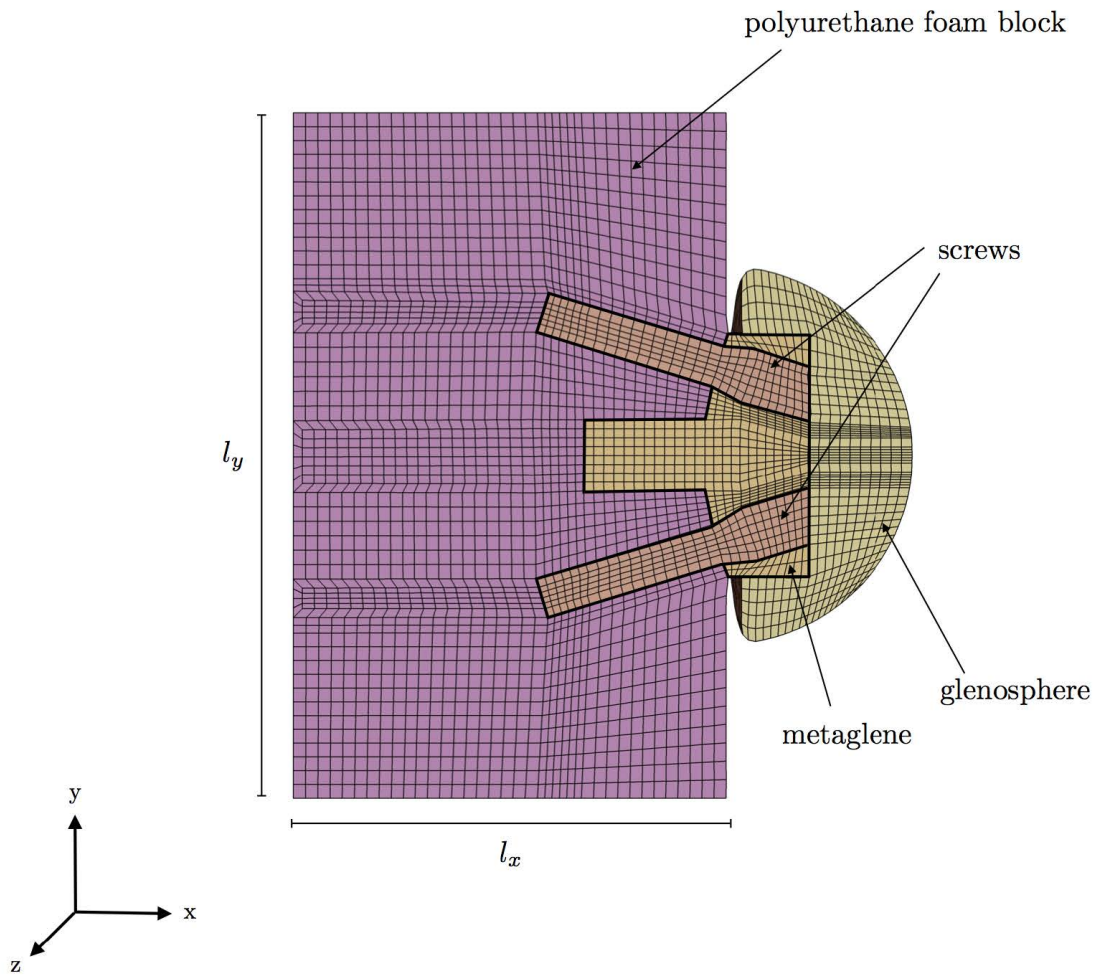 polyurethane foam block
screws
l_y
glenosphere
metaglene
l_x
y
x
z